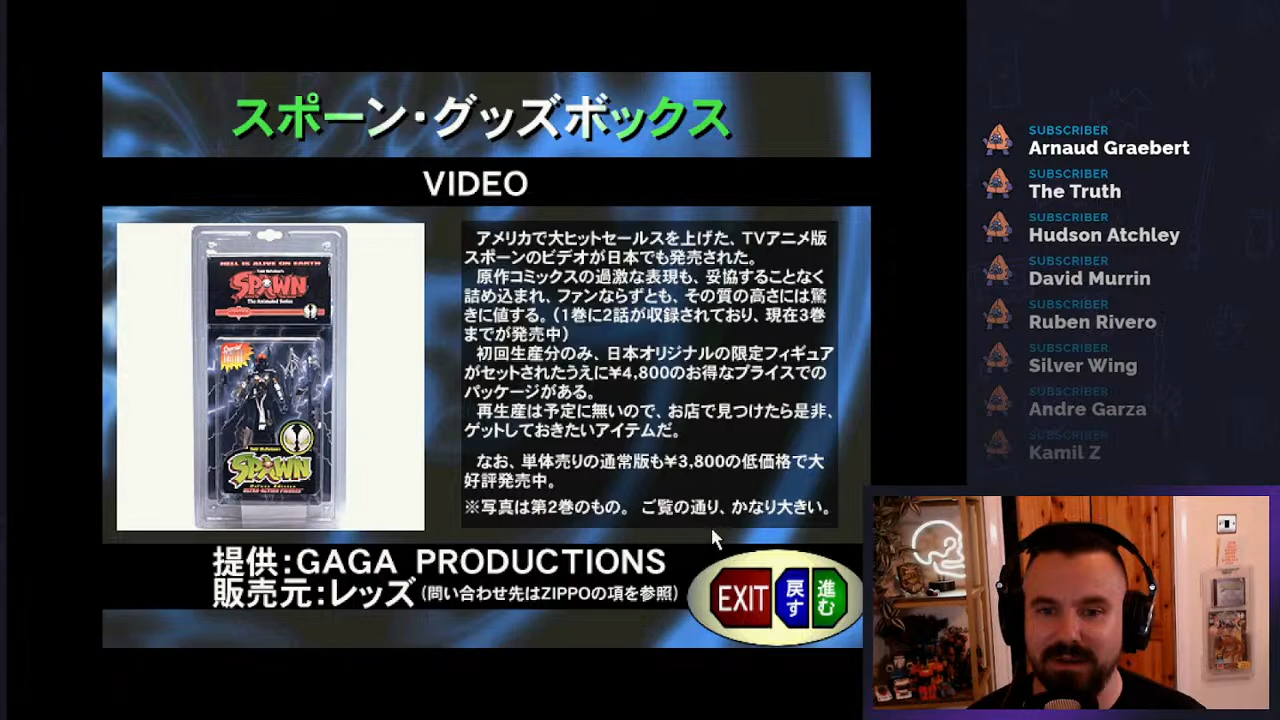 スポーン・グッズボックス
VIDEO
アメリカで大ヒットセールスを上げた、TVアニメ版
スポーンのビデオが日本でも発売された。
原作コミックスの過激な表現も、妥協することなく
詰め込まれ、ファンならずとも、その質の高さには驚
きに値する。（1巻に2話が収録されており、現在3巻
までが発売中）
初回生産分のみ、日本オリジナルの限定フィギュア
がセットされたうえに¥4,800のお得なプライスでの
パッケージがある。
再生産は予定に無いので、お店で見つけたら是非、
ゲットしておきたいアイテムだ。
なお、単体売りの通常版も¥3,800の低価格で大
好評発売中。
※写真は第2巻のもの。 ご覧の通り、かなり大きい。
HELL IS ALIVE ON EARTH
SPAWN
The Animated Series
Special
SPAWN
提供：GAGA PRODUCTIONS
販売元：レッズ（問い合わせ先はZIPPOの項を参照）
EXIT
戻す
進む
SUBSCRIBER
Arnaud Graebert
SUBSCRIBER
The Truth
SUBSCRIBER
Hudson Atchley
SUBSCRIBER
David Murrin
SUBSCRIBER
Ruben Rivero
SUBSCRIBER
Silver Wing
SUBSCRIBER
Andre Garza
SUBSCRIBER
Kamil Z